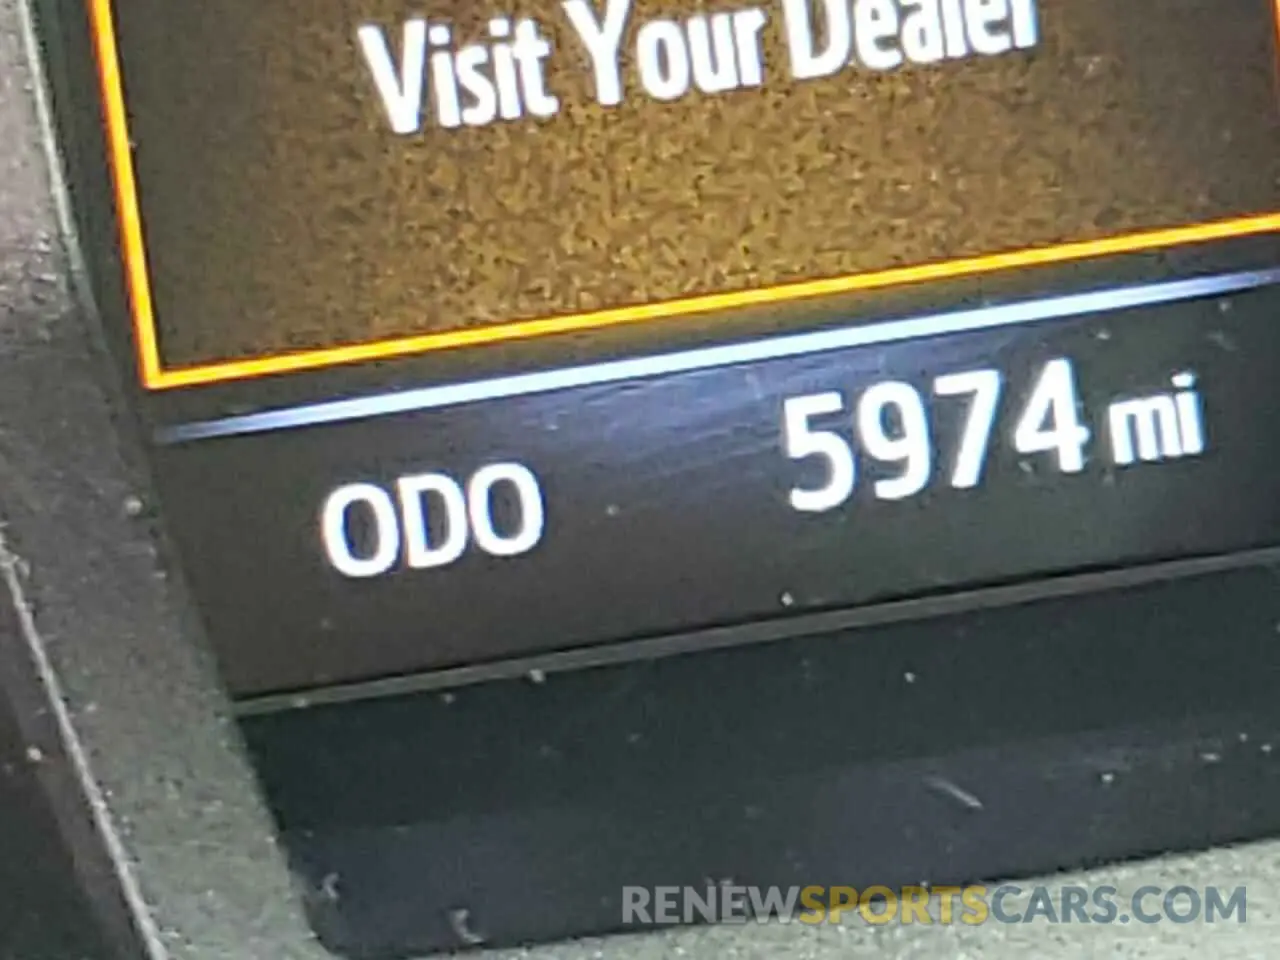 Visit Your Dealer
ODO 5974 mi
RENEWSPORTSCARS.COM